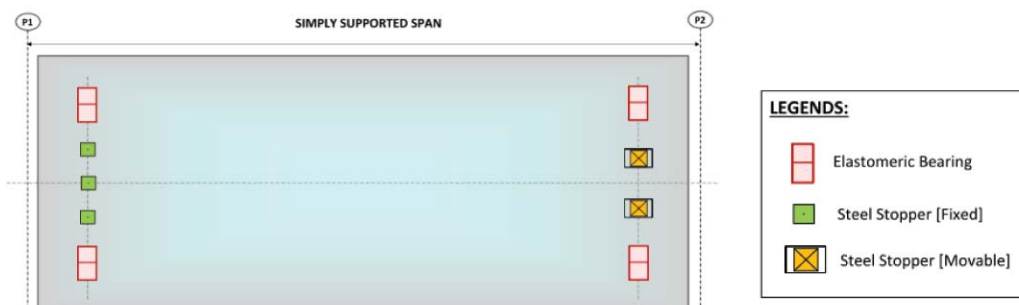 P1
SIMPLY SUPPORTED SPAN
P2
LEGENDS:
Elastomeric Bearing
Steel Stopper [Fixed]
Steel Stopper [Movable]